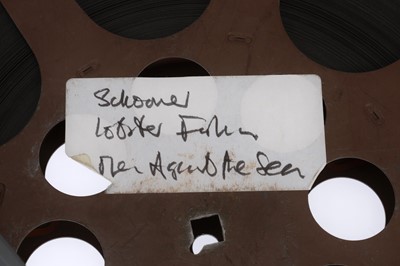 Schooner
lobster Fishing
Men Against the Sea